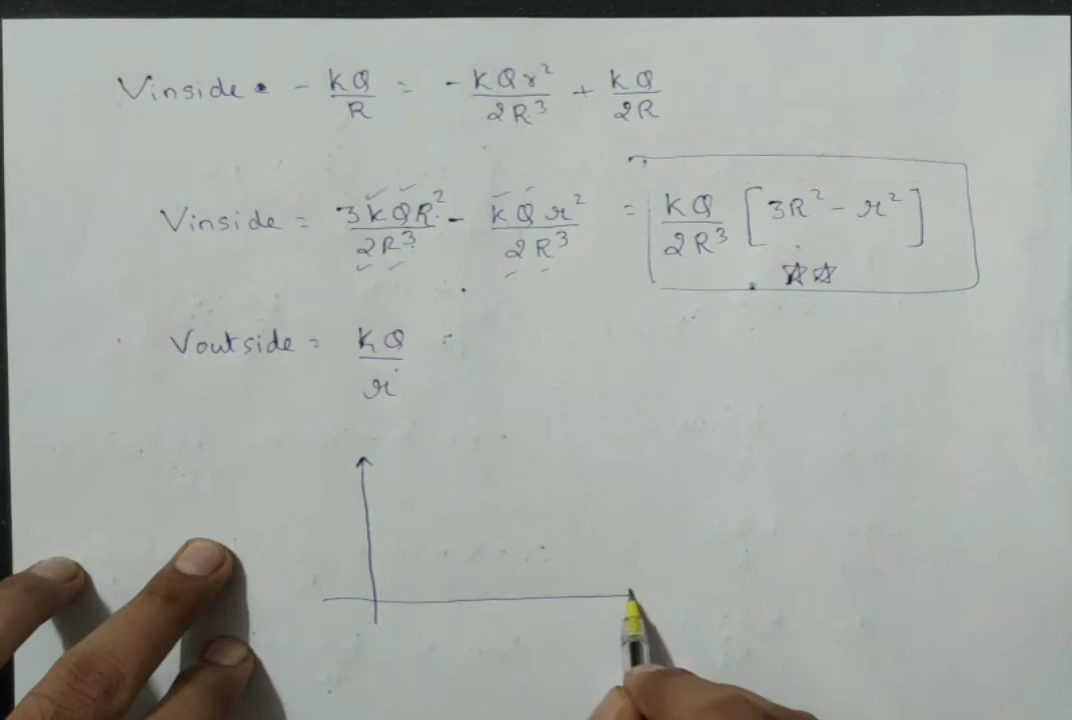 Vinside - kQ/R = - kQr²/2R³ + kQ/2R
Vinside = 3kQR²/2R³ - kQr²/2R³ = kQ/2R³ [3R² - r²]
☆☆
Voutside = kQ/r =